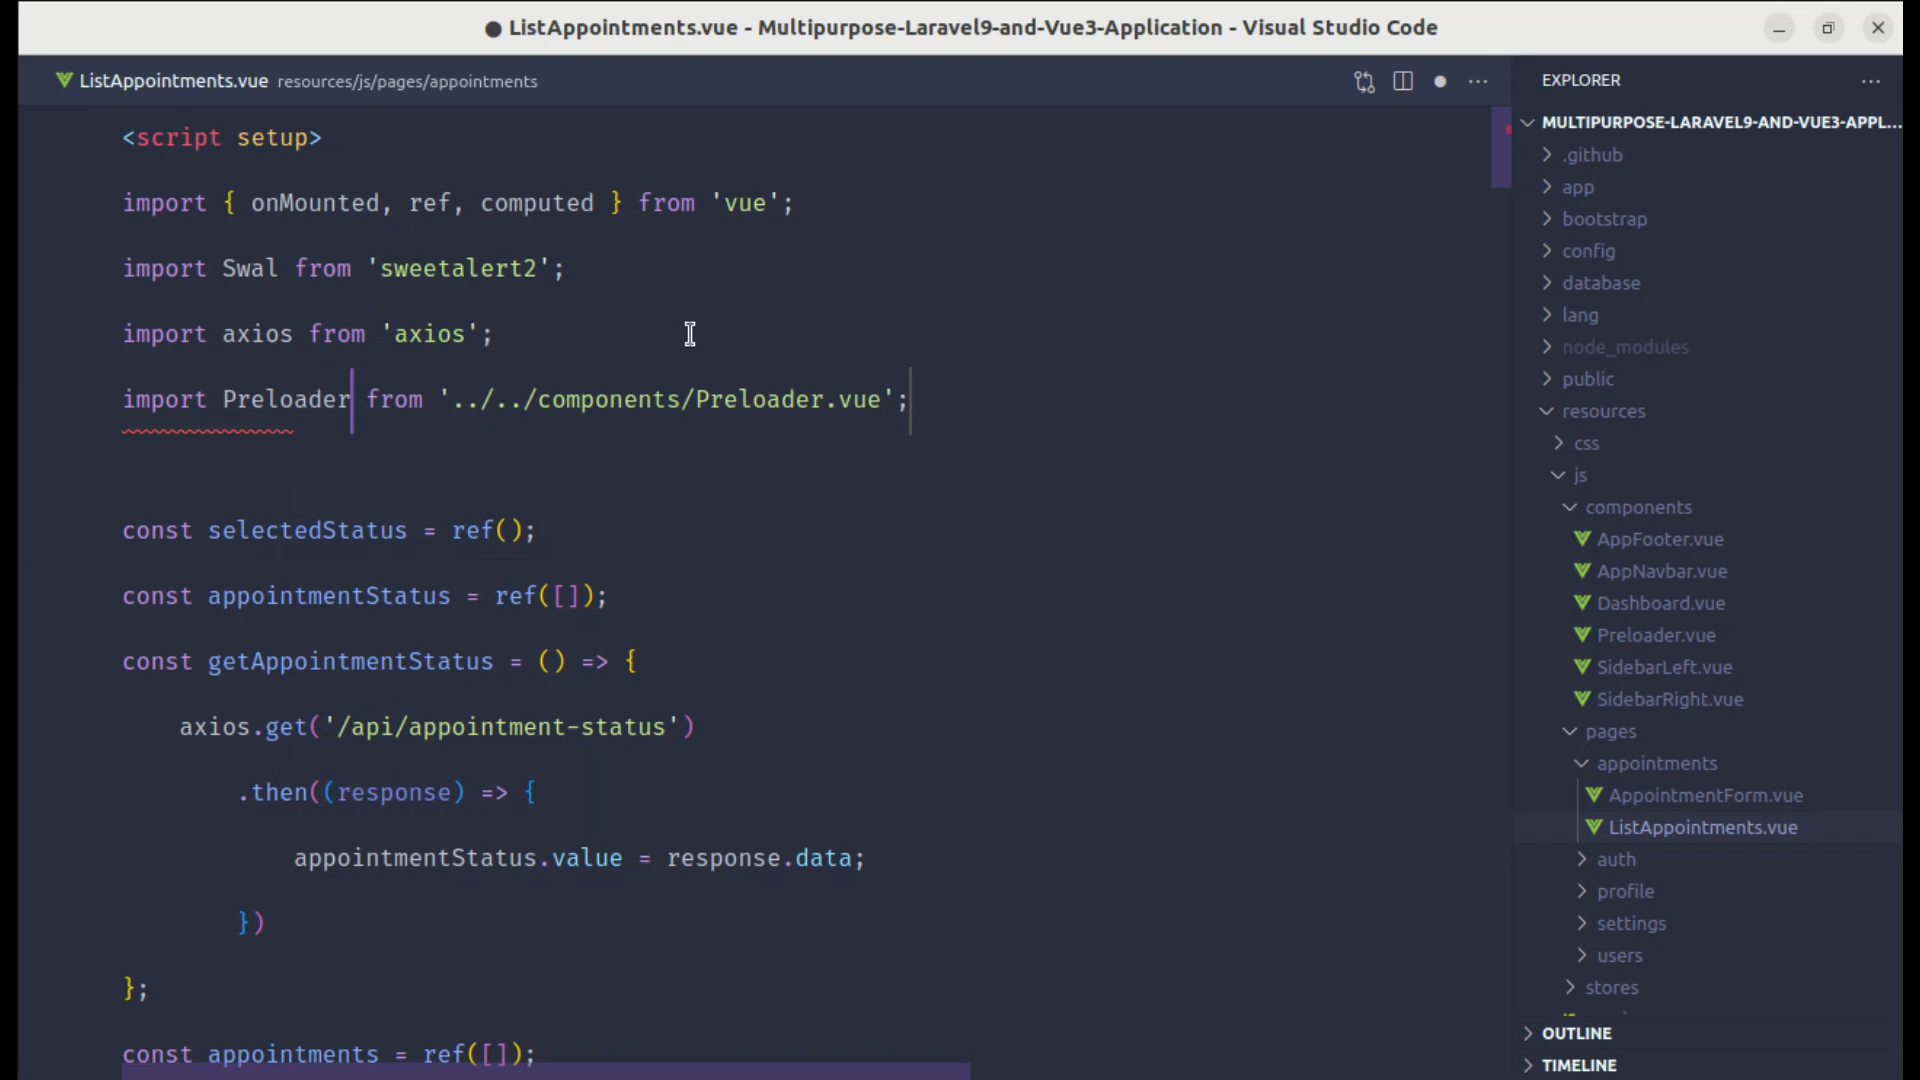 ● ListAppointments.vue - Multipurpose-Laravel9-and-Vue3-Application - Visual Studio Code
ListAppointments.vue resources/js/pages/appointments
<script setup>
import { onMounted, ref, computed } from 'vue';
import Swal from 'sweetalert2';
import axios from 'axios';
import Preloader from '../../components/Preloader.vue';
const selectedStatus = ref();
const appointmentStatus = ref([]);
const getAppointmentStatus = () => {
    axios.get('/api/appointment-status')
        .then((response) => {
            appointmentStatus.value = response.data;
        })
};
const appointments = ref([]);
EXPLORER
MULTIPURPOSE-LARAVEL9-AND-VUE3-APPL...
.github
app
bootstrap
config
database
lang
node_modules
public
resources
css
js
components
AppFooter.vue
AppNavbar.vue
Dashboard.vue
Preloader.vue
SidebarLeft.vue
SidebarRight.vue
pages
appointments
AppointmentForm.vue
ListAppointments.vue
auth
profile
settings
users
stores
OUTLINE
TIMELINE